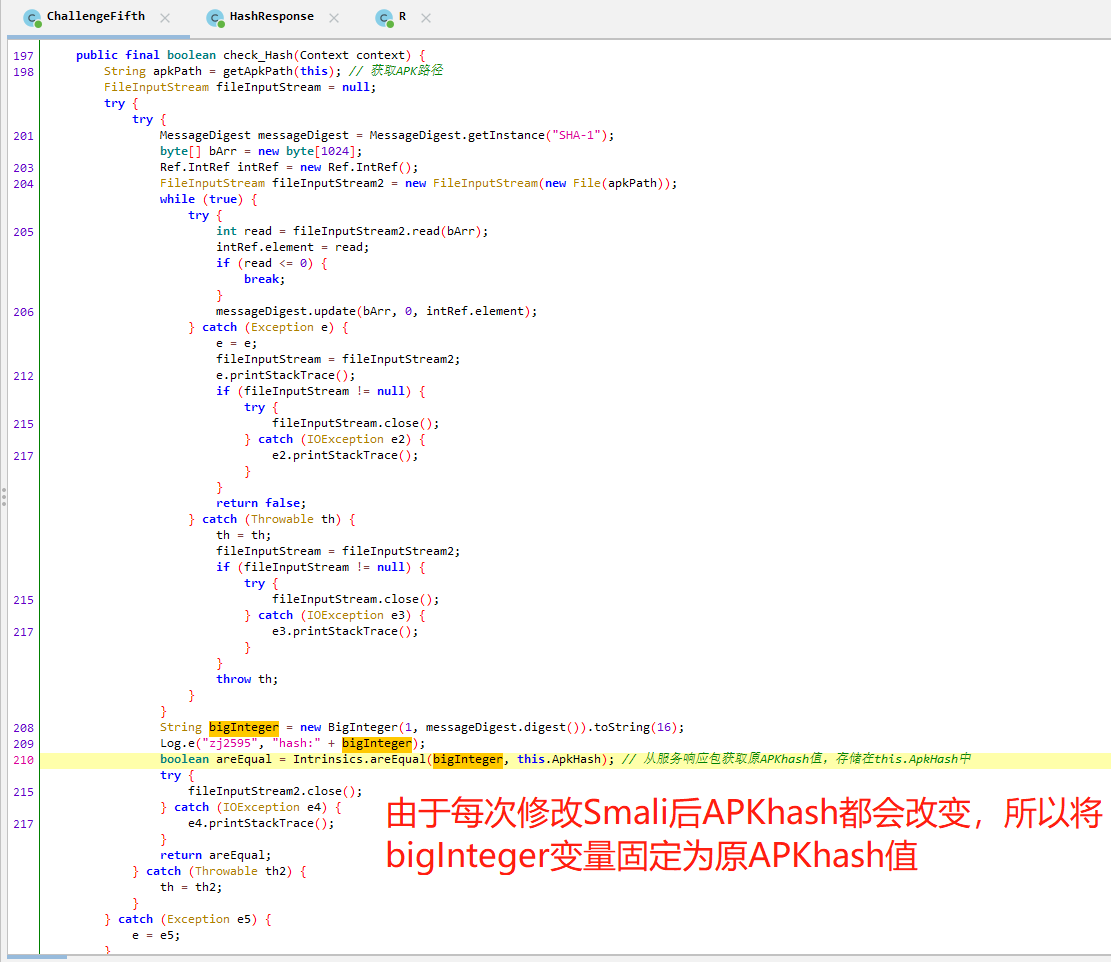 ChallengeFifth
HashResponse
R
197 public final boolean check_Hash(Context context) {
198 String apkPath = getApkPath(this); // 获取APK路径
FileInputStream fileInputStream = null;
try {
try {
201 MessageDigest messageDigest = MessageDigest.getInstance("SHA-1");
byte[] bArr = new byte[1024];
203 Ref.IntRef intRef = new Ref.IntRef();
204 FileInputStream fileInputStream2 = new FileInputStream(new File(apkPath));
while (true) {
try {
205 int read = fileInputStream2.read(bArr);
intRef.element = read;
if (read <= 0) {
break;
}
206 messageDigest.update(bArr, 0, intRef.element);
} catch (Exception e) {
e = e;
fileInputStream = fileInputStream2;
212 e.printStackTrace();
if (fileInputStream != null) {
try {
215 fileInputStream.close();
} catch (IOException e2) {
217 e2.printStackTrace();
}
}
return false;
} catch (Throwable th) {
th = th;
fileInputStream = fileInputStream2;
if (fileInputStream != null) {
try {
215 fileInputStream.close();
} catch (IOException e3) {
217 e3.printStackTrace();
}
}
throw th;
}
}
208 String bigInteger = new BigInteger(1, messageDigest.digest()).toString(16);
209 Log.e("zj2595", "hash:" + bigInteger);
210 boolean areEqual = Intrinsics.areEqual(bigInteger, this.ApkHash); // 从服务响应包获取原APKhash值，存储在this.ApkHash中
try {
215 fileInputStream2.close();
} catch (IOException e4) {
217 e4.printStackTrace();
}
return areEqual;
} catch (Throwable th2) {
th = th2;
}
} catch (Exception e5) {
e = e5;
}
由于每次修改Smali后APKhash都会改变，所以将
bigInteger变量固定为原APKhash值